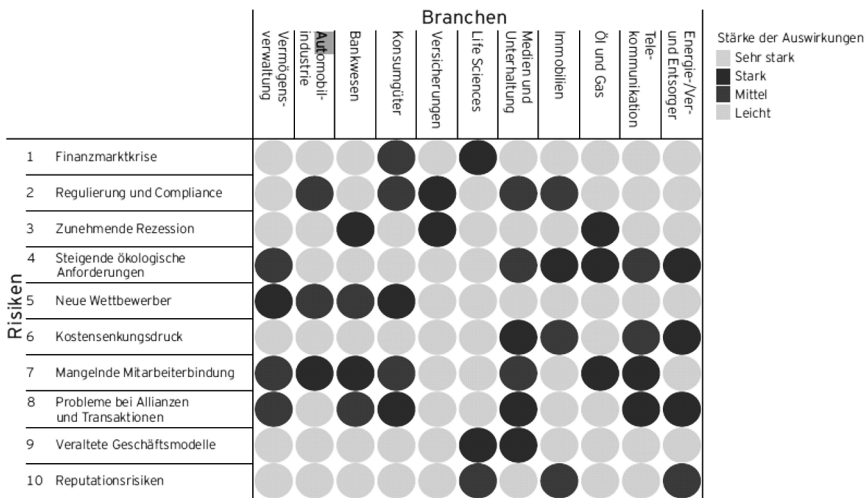 Branchen
Vermögens-
verwaltung
Automobil-
industrie
Bankwesen
Konsumgüter
Versicherungen
Life Sciences
Medien und
Unterhaltung
Immobilien
Öl und Gas
Tele-
kommunikation
Energie-/Ver-
und Entsorger
Stärke der Auswirkungen
Sehr stark
Stark
Mittel
Leicht
Risiken
1 Finanzmarktkrise
2 Regulierung und Compliance
3 Zunehmende Rezession
4 Steigende ökologische
Anforderungen
5 Neue Wettbewerber
6 Kostensenkungsdruck
7 Mangelnde Mitarbeiterbindung
8 Probleme bei Allianzen
und Transaktionen
9 Veraltete Geschäftsmodelle
10 Reputationsrisiken